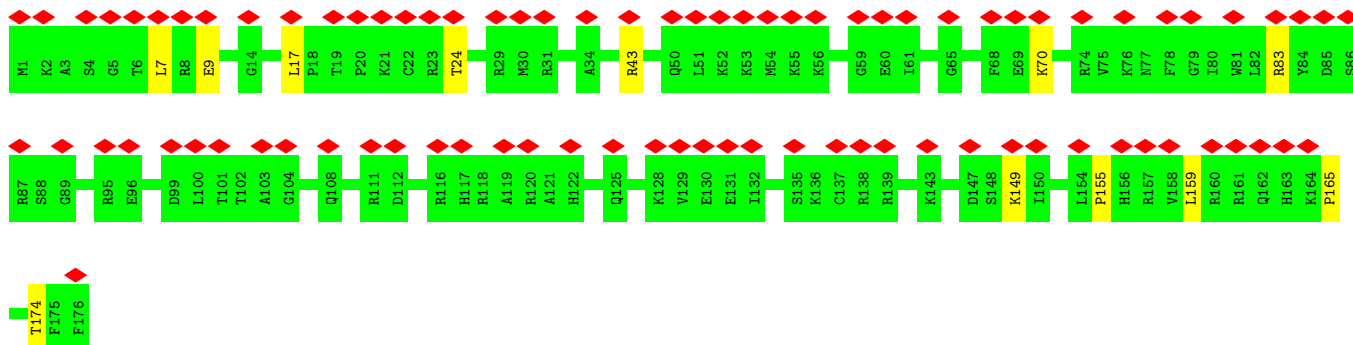 M1 K2 A3 S4 G5 T6 L7 R8 E9 G14 L17 P18 T19 P20 K21 C22 R23 T24 R29 M30 R31 A34 R43 Q50 L51 K52 K53 M54 K55 K56 G59 E60 I61 G65 F68 E69 K70 R74 V75 K76 N77 F78 G79 I80 W81 L82 R83 Y84 D85 S86
R87 S88 G89 R95 E96 D99 L100 T101 T102 A103 G104 Q108 R111 D112 R116 H117 R118 A119 R120 A121 H122 Q125 K128 V129 E130 E131 I132 S135 K136 C137 R138 R139 K143 D147 S148 K149 I150 L154 P155 H156 R157 V158 L159 R160 R161 Q162 H163 K164 P165
T174 F175 F176